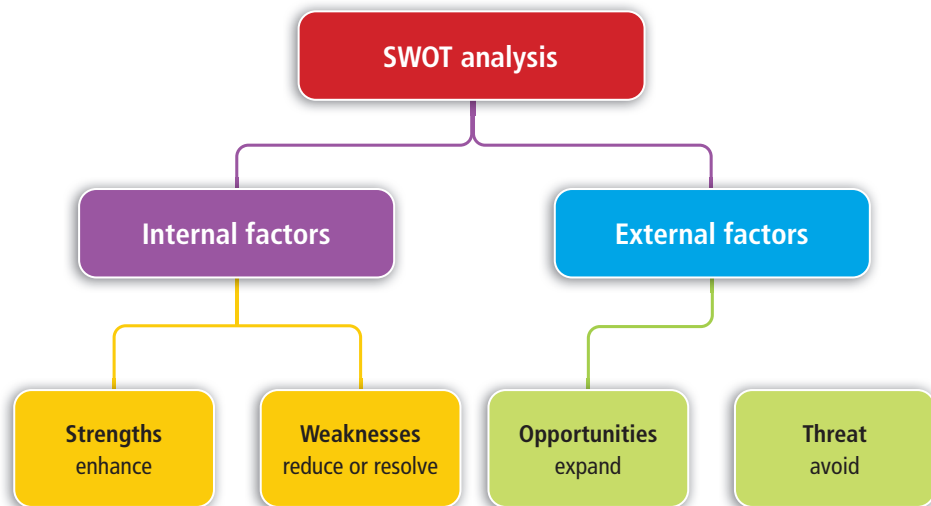 SWOT analysis
Internal factors
External factors
Strengths
enhance
Weaknesses
reduce or resolve
Opportunities
expand
Threat
avoid